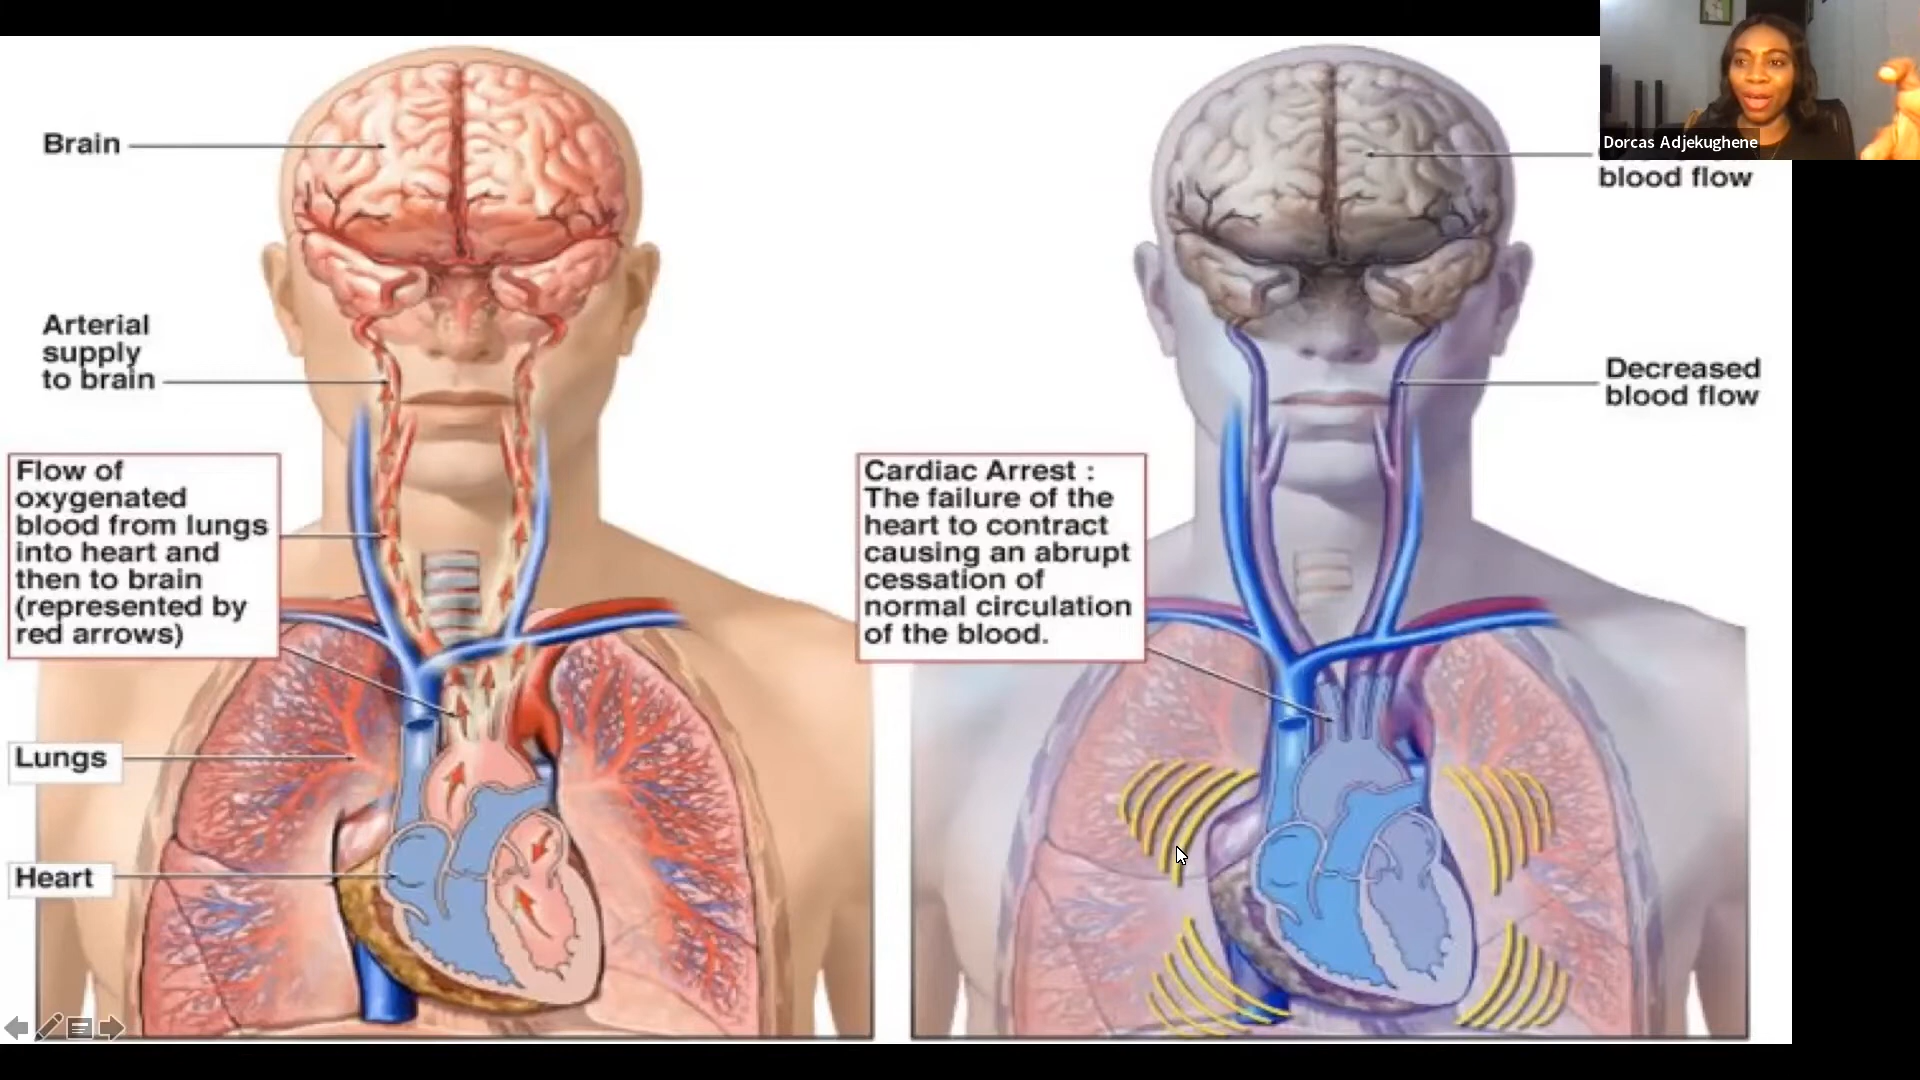 Brain
Arterial
supply
to brain
Flow of
oxygenated
blood from lungs
into heart and
then to brain
(represented by
red arrows)
Lungs
Heart
Cardiac Arrest :
The failure of the
heart to contract
causing an abrupt
cessation of
normal circulation
of the blood.
Dorcas Adjekughene
blood flow
Decreased
blood flow